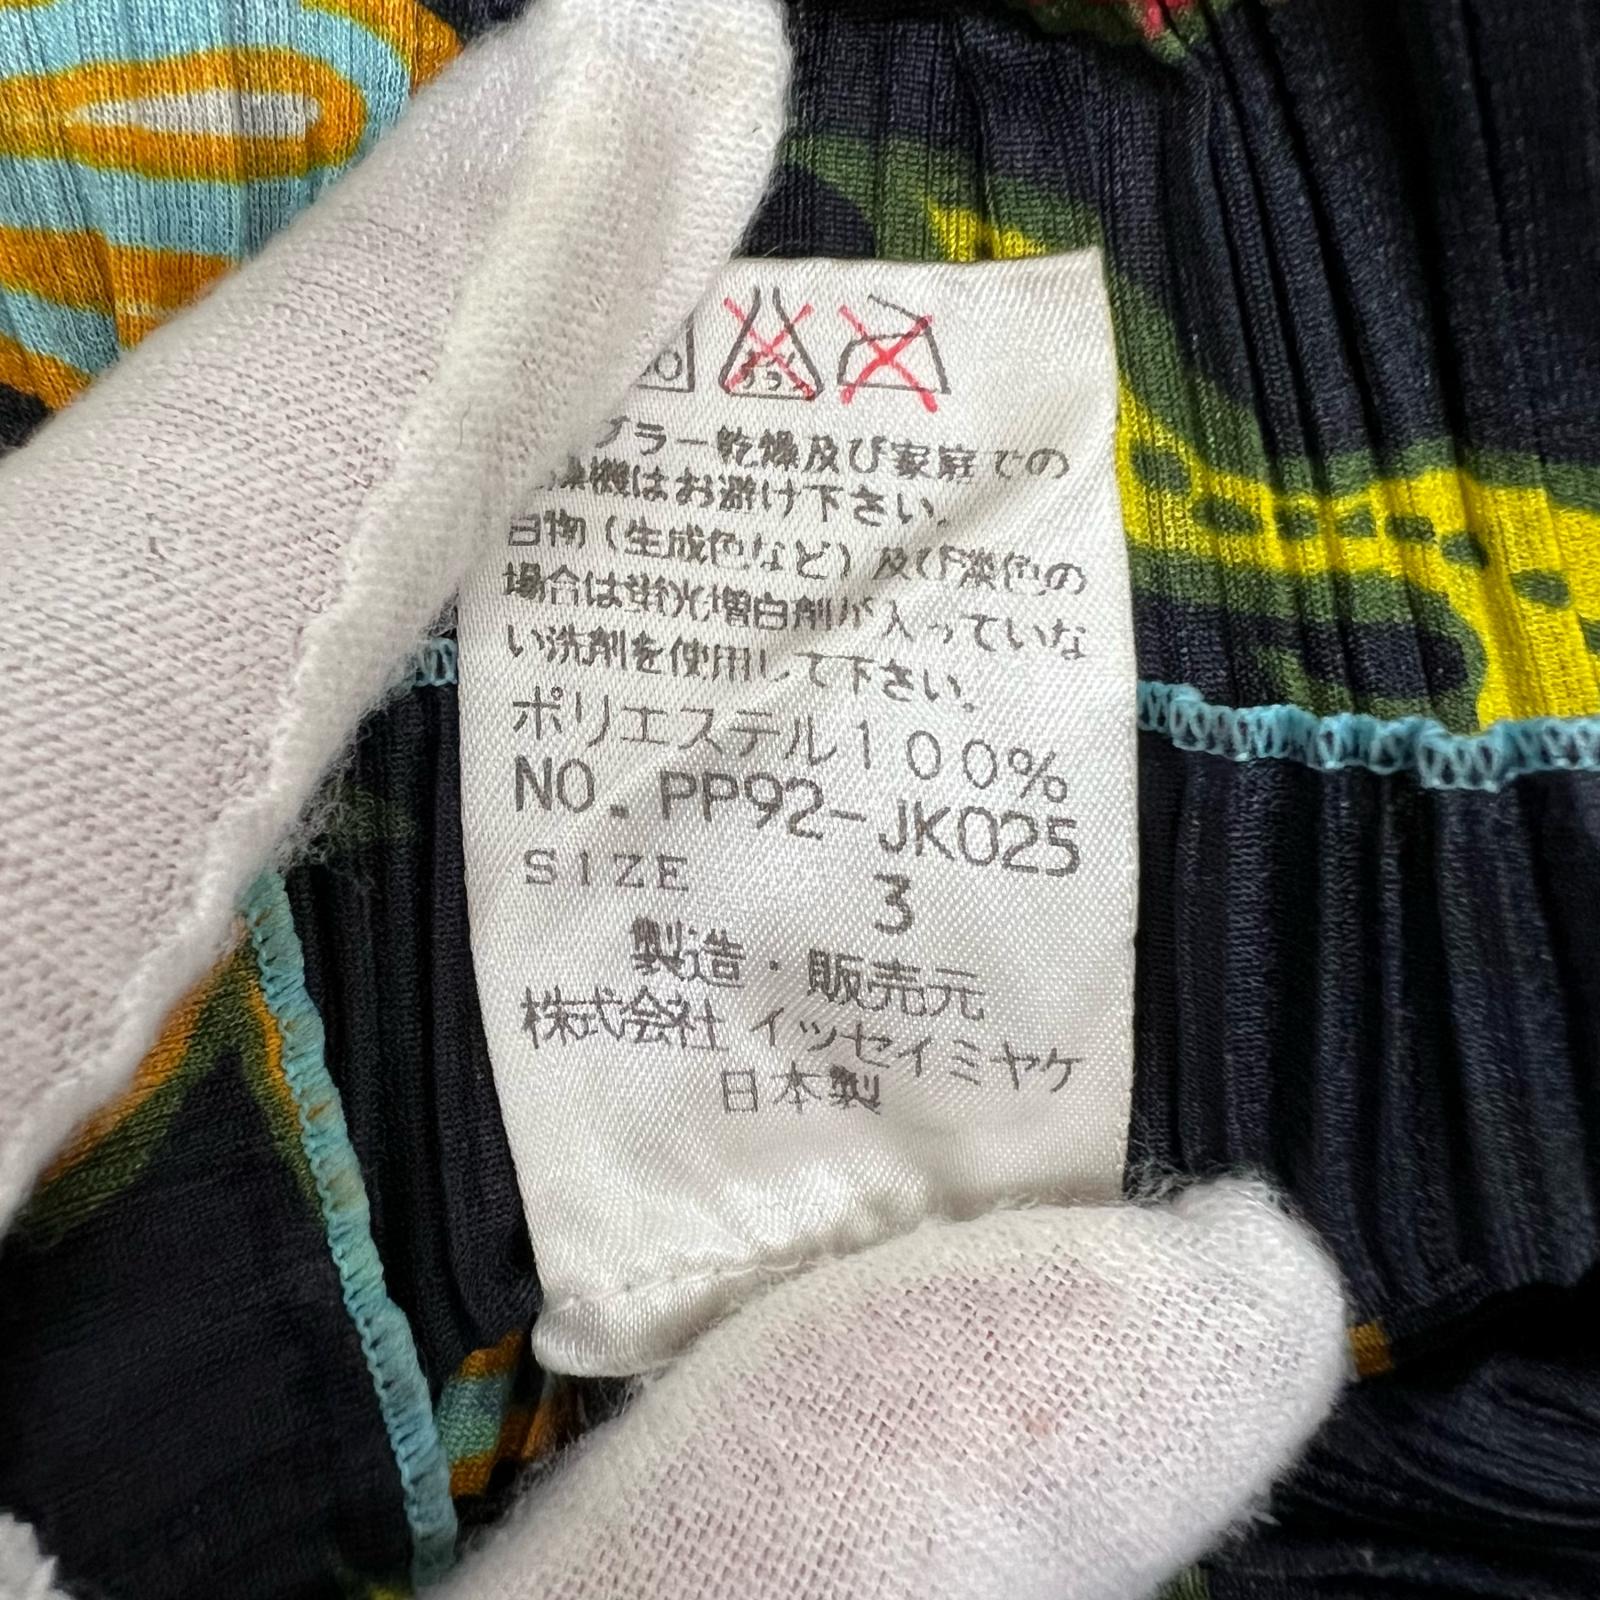 ブラー乾燥及び家庭での
燥機はお避け下さい。
白物(生成色など)及び淡色の
場合は蛍光増白剤が入っていな
い洗剤を使用して下さい。
ポリエステル100%
NO. PP92-JK025
SIZE 3
製造・販売元
株式会社イッセイミヤケ
日本製